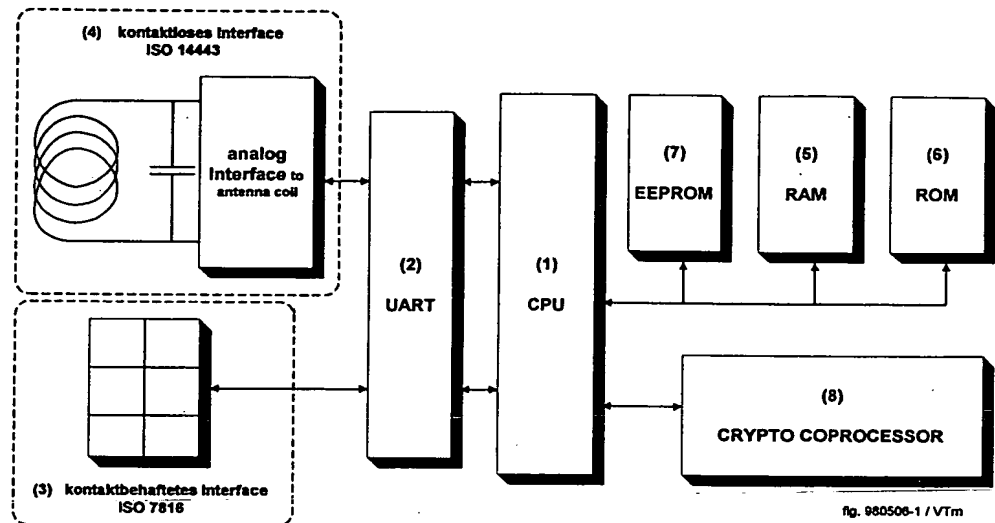 (4) kontaktloses Interface
ISO 14443
analog
Interface to
antenna coil
(2)
UART
(1)
CPU
(7)
EEPROM
(5)
RAM
(6)
ROM
(8)
CRYPTO COPROCESSOR
(3) kontaktbehaftetes Interface
ISO 7816
fig. 980506-1 / VTm